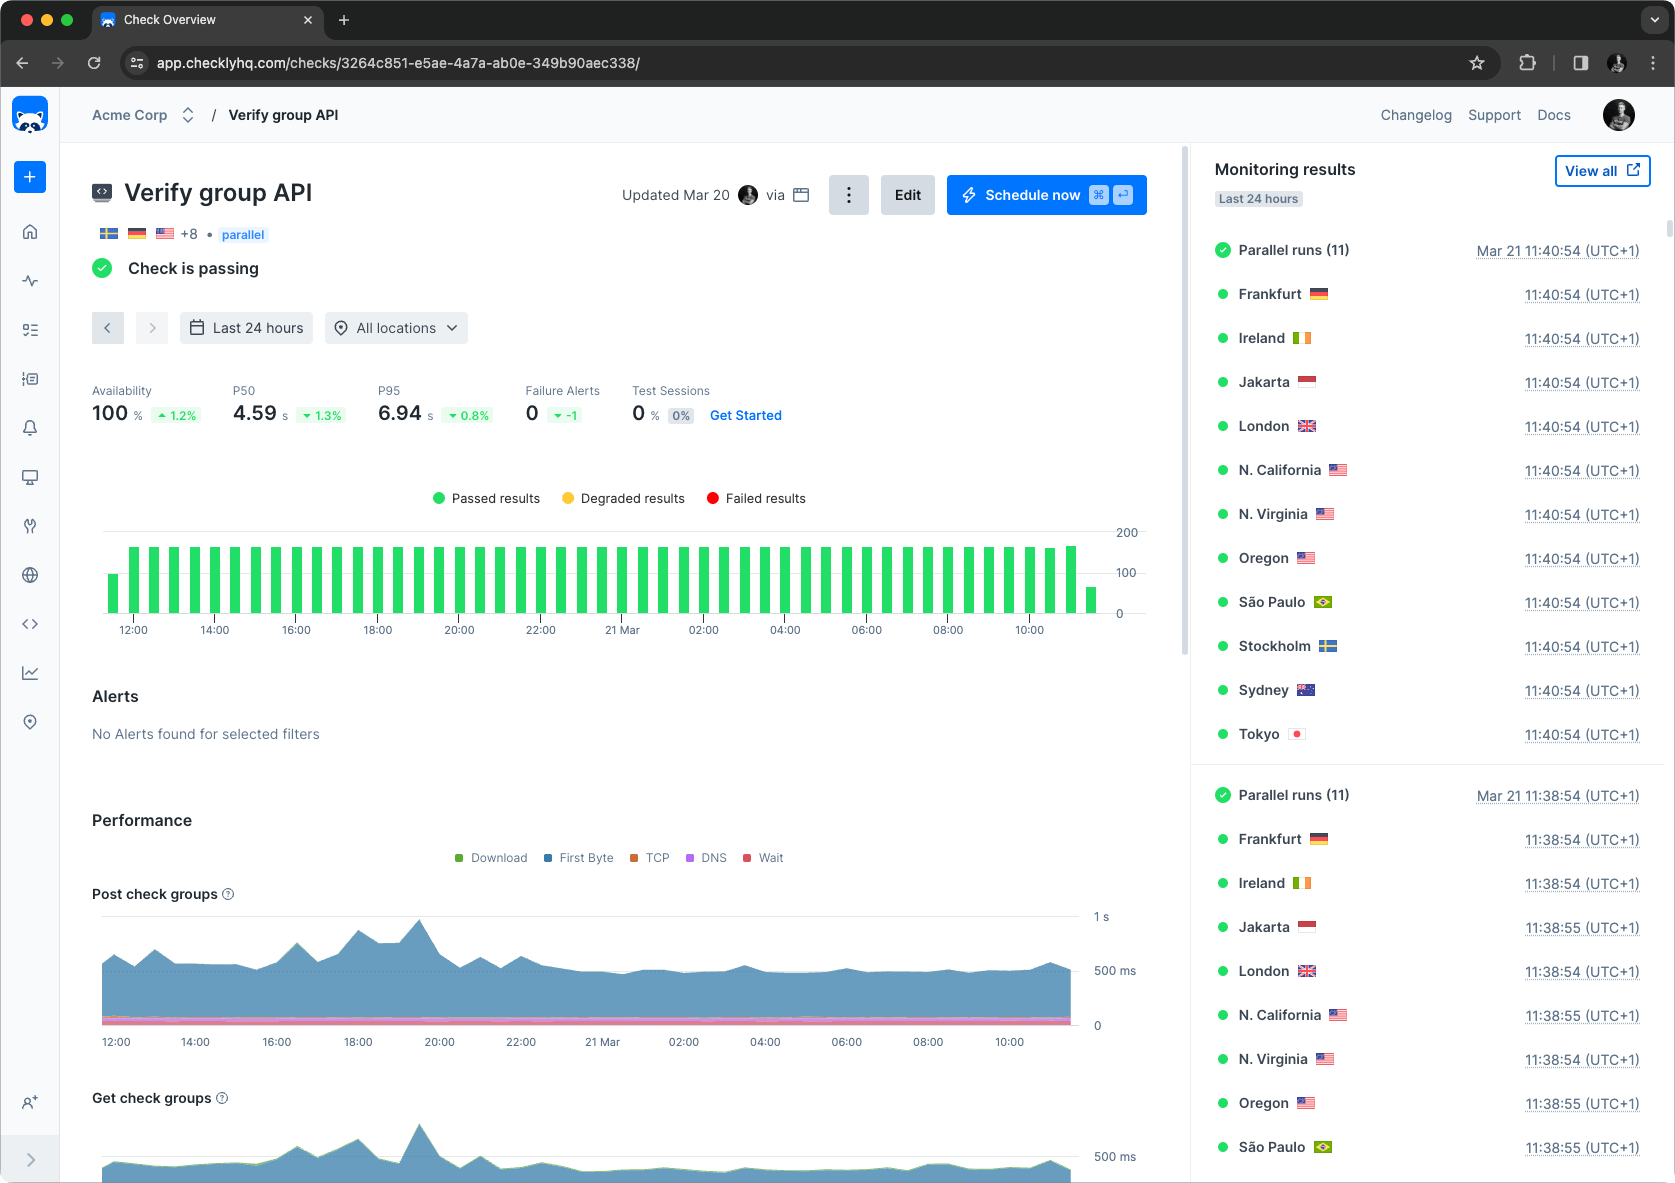 Check Overview
app.checklyhq.com/checks/3264c851-e5ae-4a7a-ab0e-349b90aec338/
Acme Corp / Verify group API
Changelog Support Docs
Verify group API
Updated Mar 20 via
Edit
Schedule now
+8 • parallel
Check is passing
Last 24 hours
All locations
Availability
100 % 1.2%
P50
4.59 s 1.3%
P95
6.94 s 0.8%
Failure Alerts
0 -1
Test Sessions
0 % 0% Get Started
Passed results Degraded results Failed results
200
100
0
12:00 14:00 16:00 18:00 20:00 22:00 21 Mar 02:00 04:00 06:00 08:00 10:00
Alerts
No Alerts found for selected filters
Performance
Download First Byte TCP DNS Wait
Post check groups
1 s
500 ms
0
12:00 14:00 16:00 18:00 20:00 22:00 21 Mar 02:00 04:00 06:00 08:00 10:00
Get check groups
500 ms
Monitoring results
View all
Last 24 hours
Parallel runs (11) Mar 21 11:40:54 (UTC+1)
Frankfurt 11:40:54 (UTC+1)
Ireland 11:40:54 (UTC+1)
Jakarta 11:40:54 (UTC+1)
London 11:40:54 (UTC+1)
N. California 11:40:54 (UTC+1)
N. Virginia 11:40:54 (UTC+1)
Oregon 11:40:54 (UTC+1)
São Paulo 11:40:54 (UTC+1)
Stockholm 11:40:54 (UTC+1)
Sydney 11:40:54 (UTC+1)
Tokyo 11:40:54 (UTC+1)
Parallel runs (11) Mar 21 11:38:54 (UTC+1)
Frankfurt 11:38:54 (UTC+1)
Ireland 11:38:54 (UTC+1)
Jakarta 11:38:55 (UTC+1)
London 11:38:54 (UTC+1)
N. California 11:38:55 (UTC+1)
N. Virginia 11:38:54 (UTC+1)
Oregon 11:38:55 (UTC+1)
São Paulo 11:38:55 (UTC+1)